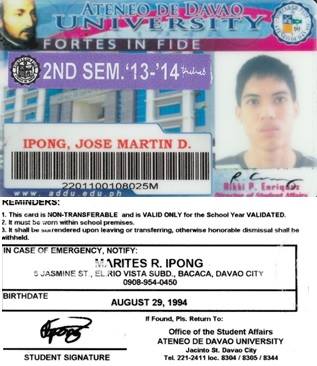 ATENEO DE DAVAO
UNIVERSITY
FORTES IN FIDE
2ND SEM. '13-'14
IPONG, JOSE MARTIN D.
2201100108025M
www.addu.edu.ph
Rikki P. Enriquez
Director of Student Affairs
REMINDERS:
1. This card is NON-TRANSFERABLE and is VALID ONLY for the School Year VALIDATED.
2. It must be worn within school premises.
3. It shall be surrendered upon leaving or transferring, otherwise honorable dismissal shall be
withheld.
IN CASE OF EMERGENCY, NOTIFY:
MARITES R. IPONG
5 JASMINE ST., EL RIO VISTA SUBD., BACACA, DAVAO CITY
0908-954-0450
BIRTHDATE
AUGUST 29, 1994
If Found, Pls. Return To:
Office of the Student Affairs
ATENEO DE DAVAO UNIVERSITY
Jacinto St. Davao City
Tel. 221-2411 loc. 8304 / 8305 / 8344
STUDENT SIGNATURE